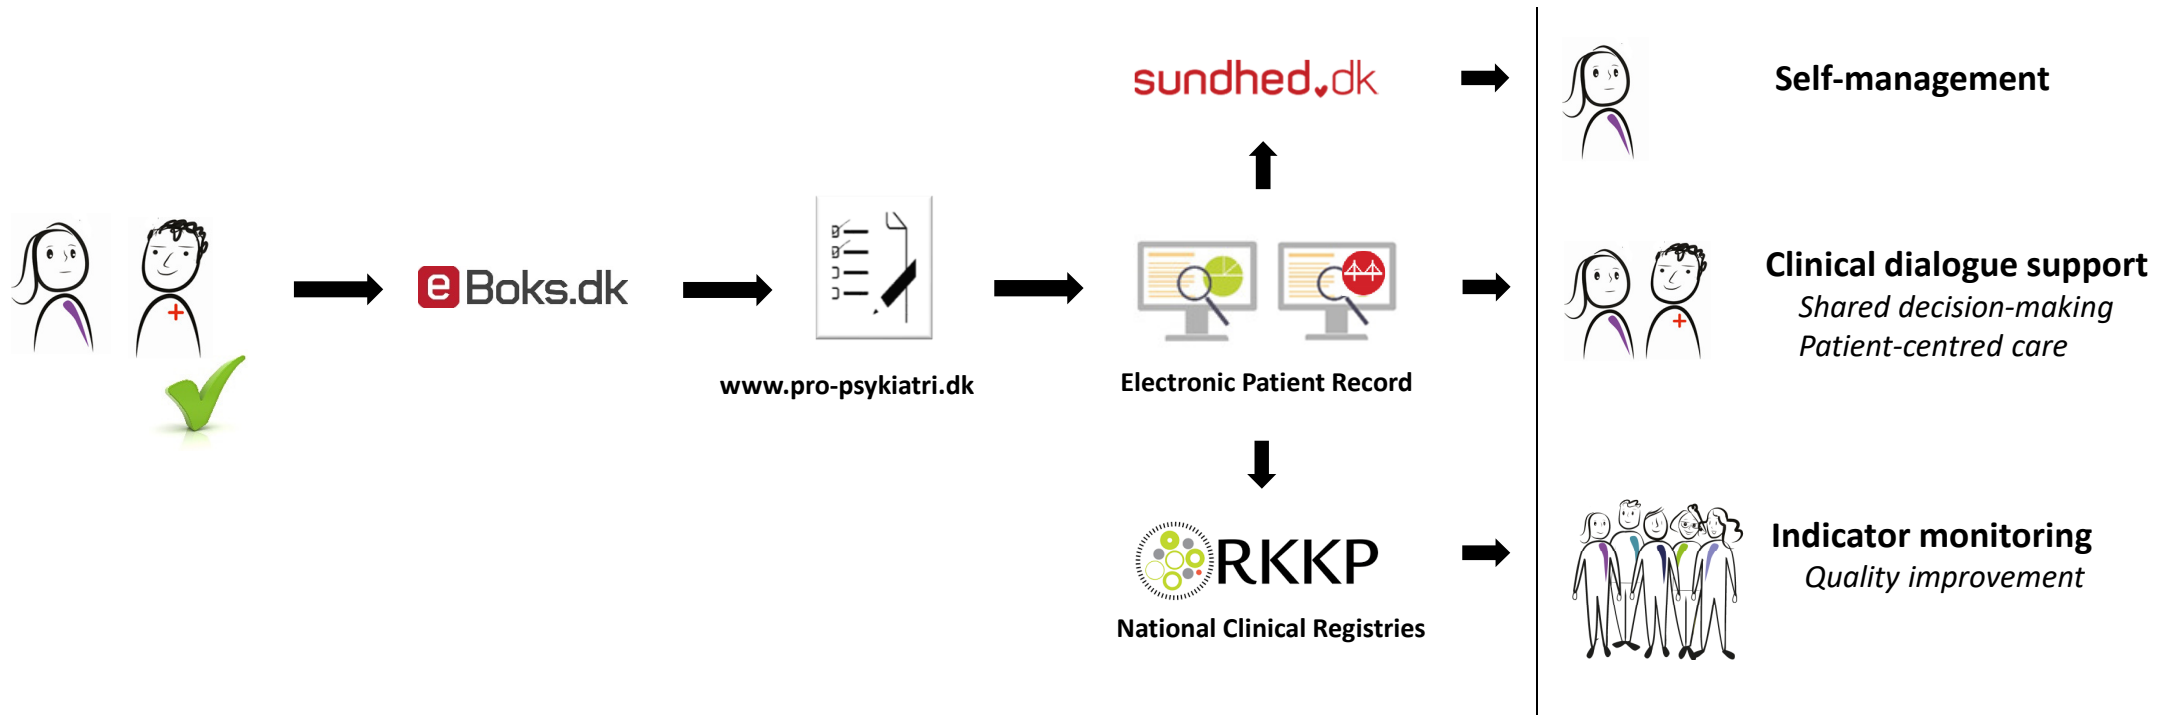 eBoks.dk
www.pro-psykiatri.dk
sundhed.dk
Electronic Patient Record
RKKP
National Clinical Registries
Self-management
Clinical dialogue support
Shared decision-making
Patient-centred care
Indicator monitoring
Quality improvement